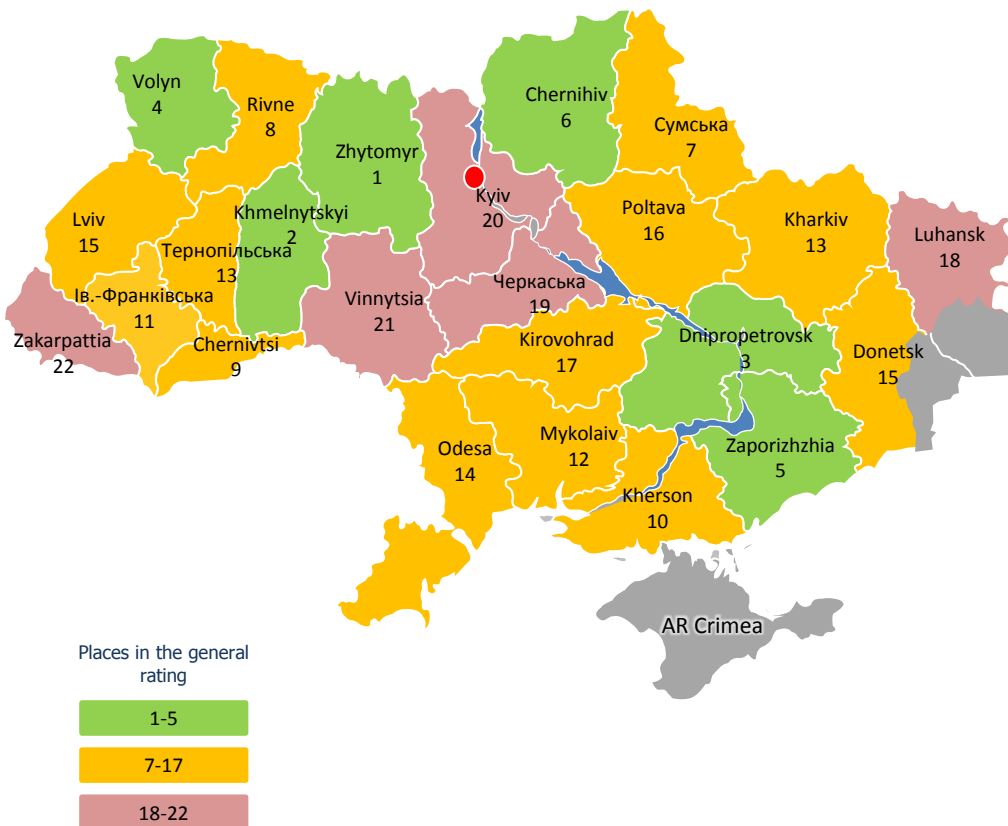 Volyn
4
Rivne
8
Zhytomyr
1
Chernihiv
6
Сумська
7
Kyiv
20
Lviv
15
Khmelnytskyi
2
Тернопільська
13
Poltava
16
Kharkiv
13
Luhansk
18
Ів.-Франківська
11
Vinnytsia
21
Черкаська
19
Zakarpattia
22
Chernivtsi
9
Kirovohrad
17
Dnipropetrovsk
3
Donetsk
15
Odesa
14
Mykolaiv
12
Zaporizhzhia
5
Kherson
10
AR Crimea
Places in the general
rating
1-5
7-17
18-22